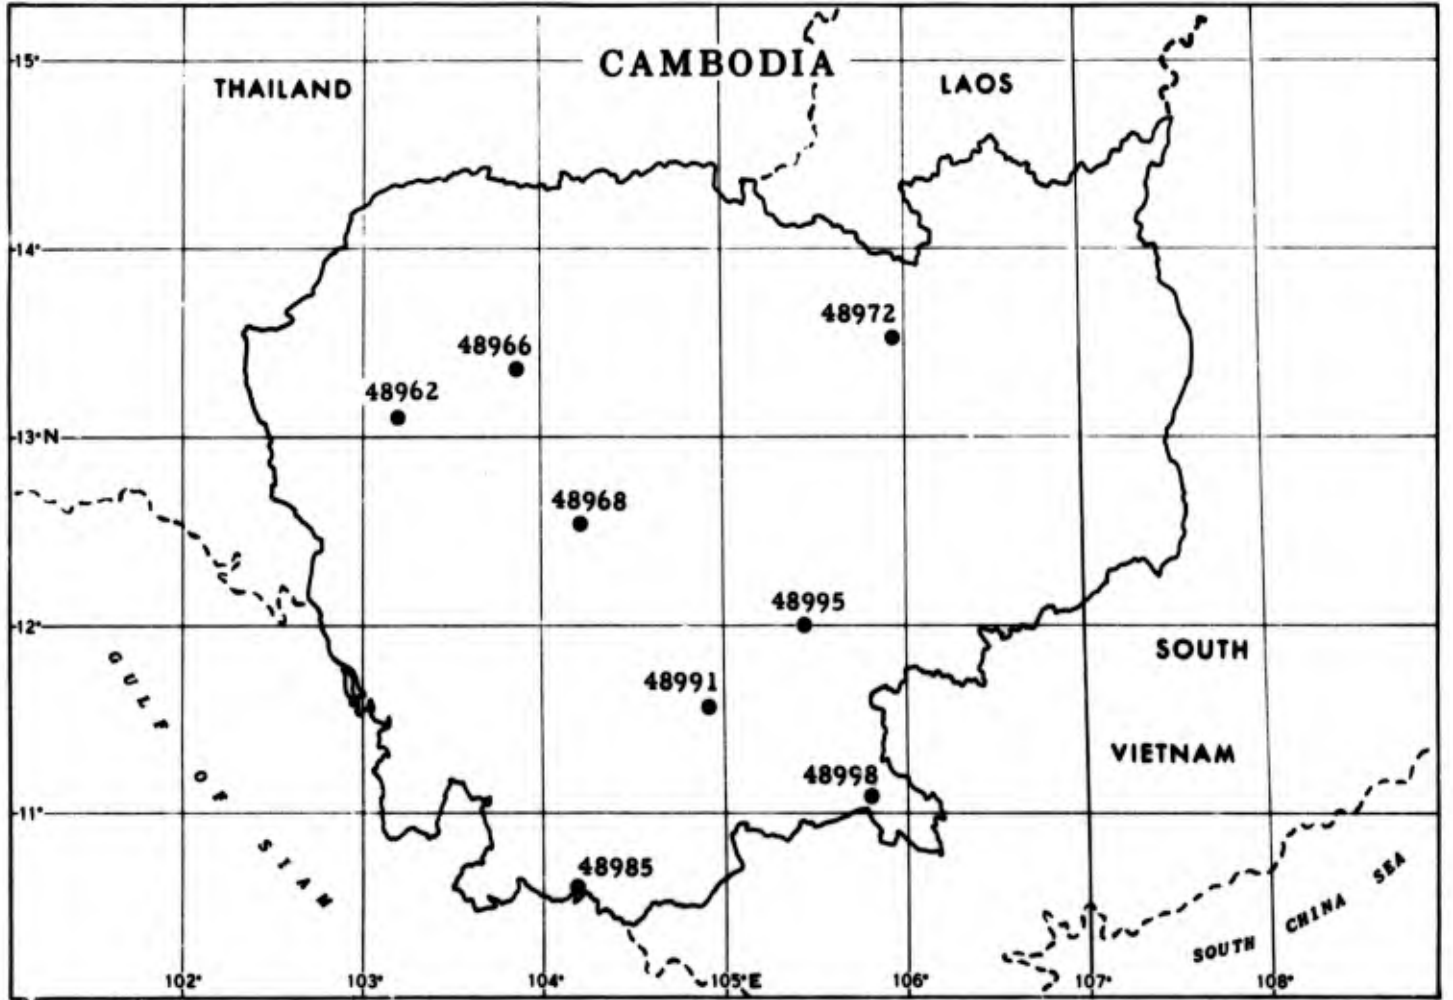 CAMBODIA
15°
THAILAND
LAOS
14°
48972
48966
48962
13°N
48968
48995
12°
SOUTH
VIETNAM
GULF OF SIAM
48991
48998
11°
48985
SOUTH CHINA SEA
102° 103° 104° 105°E 106° 107° 108°